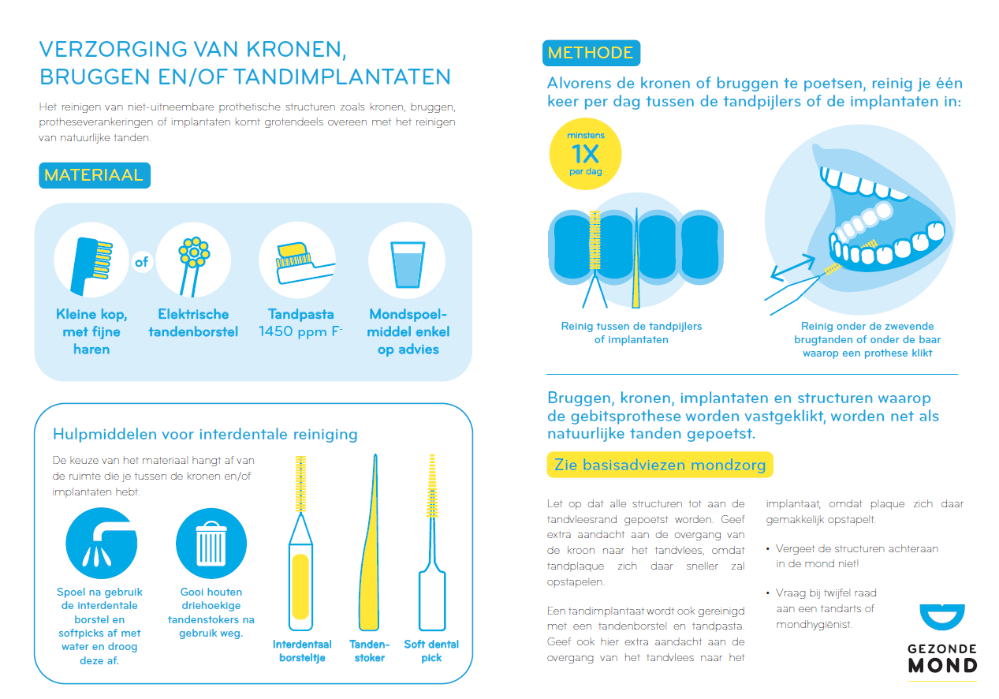 VERZORGING VAN KRONEN,
BRUGGEN EN/OF TANDIMPLANTATEN
Het reinigen van niet-uitneembare prothetische structuren zoals kronen, bruggen,
protheseverankeringen of implantaten komt grotendeels overeen met het reinigen
van natuurlijke tanden.
MATERIAAL
of
Kleine kop,
met fijne
haren
Elektrische
tandenborstel
Tandpasta
1450 ppm F-
Mondspoel-
middel enkel
op advies
Hulpmiddelen voor interdentale reiniging
De keuze van het materiaal hangt af van
de ruimte die je tussen de kronen en/of
implantaten hebt.
Spoel na gebruik
de interdentale
borstel en
softpicks af met
water en droog
deze af.
Gooi houten
driehoekige
tandenstokers na
gebruik weg.
Interdentaal
borsteltje
Tanden-
stoker
Soft dental
pick
METHODE
Alvorens de kronen of bruggen te poetsen, reinig je één
keer per dag tussen de tandpijlers of de implantaten in:
minstens
1X
per dag
Reinig tussen de tandpijlers
of implantaten
Reinig onder de zwevende
brugtanden of onder de baar
waarop een prothese klikt
Bruggen, kronen, implantaten en structuren waarop
de gebitsprothese worden vastgeklikt, worden net als
natuurlijke tanden gepoetst.
Zie basisadviezen mondzorg
Let op dat alle structuren tot aan de
tandvleesrand gepoetst worden. Geef
extra aandacht aan de overgang van
de kroon naar het tandvlees, omdat
tandplaque zich daar sneller zal
opstapelen.
Een tandimplantaat wordt ook gereinigd
met een tandenborstel en tandpasta.
Geef ook hier extra aandacht aan de
overgang van het tandvlees naar het
implantaat, omdat plaque zich daar
gemakkelijk opstapelt.
• Vergeet de structuren achteraan
in de mond niet!
• Vraag bij twijfel raad
aan een tandarts of
mondhygiënist.
GEZONDE
MOND